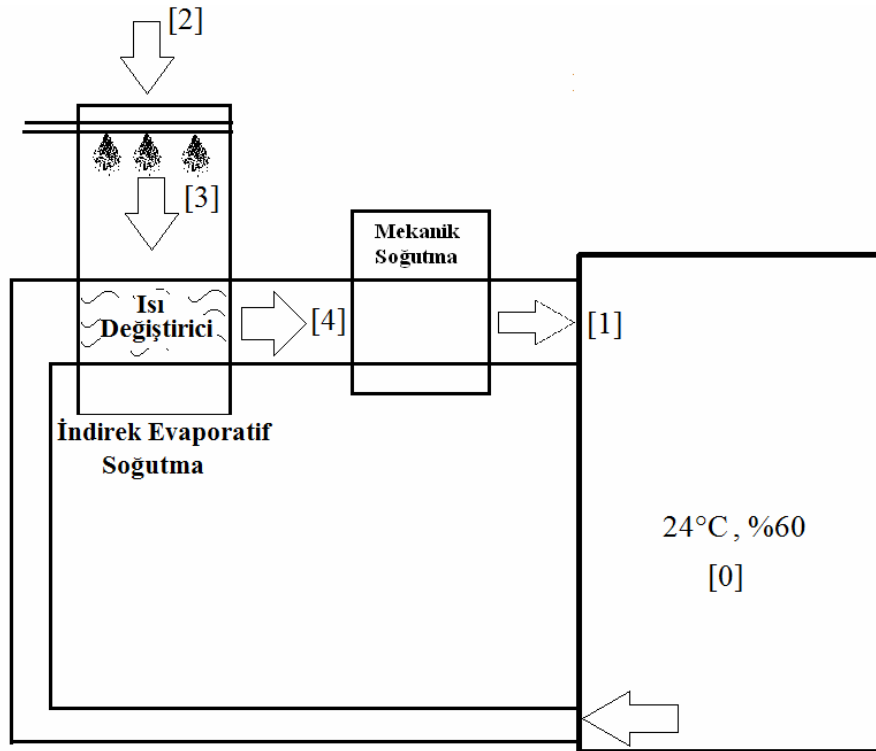 [2]
[3]
Mekanik
Soğutma
Isı
Değiştirici
[4]
[1]
İndirek Evaporatif
Soğutma
24°C , %60
[0]